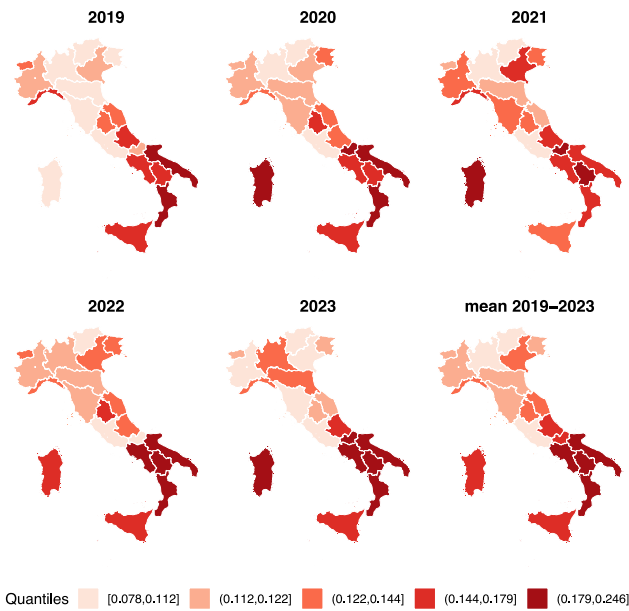 2019 2020 2021
2022 2023 mean 2019–2023
Quantiles [0.078,0.112] (0.112,0.122] (0.122,0.144] (0.144,0.179] (0.179,0.246]